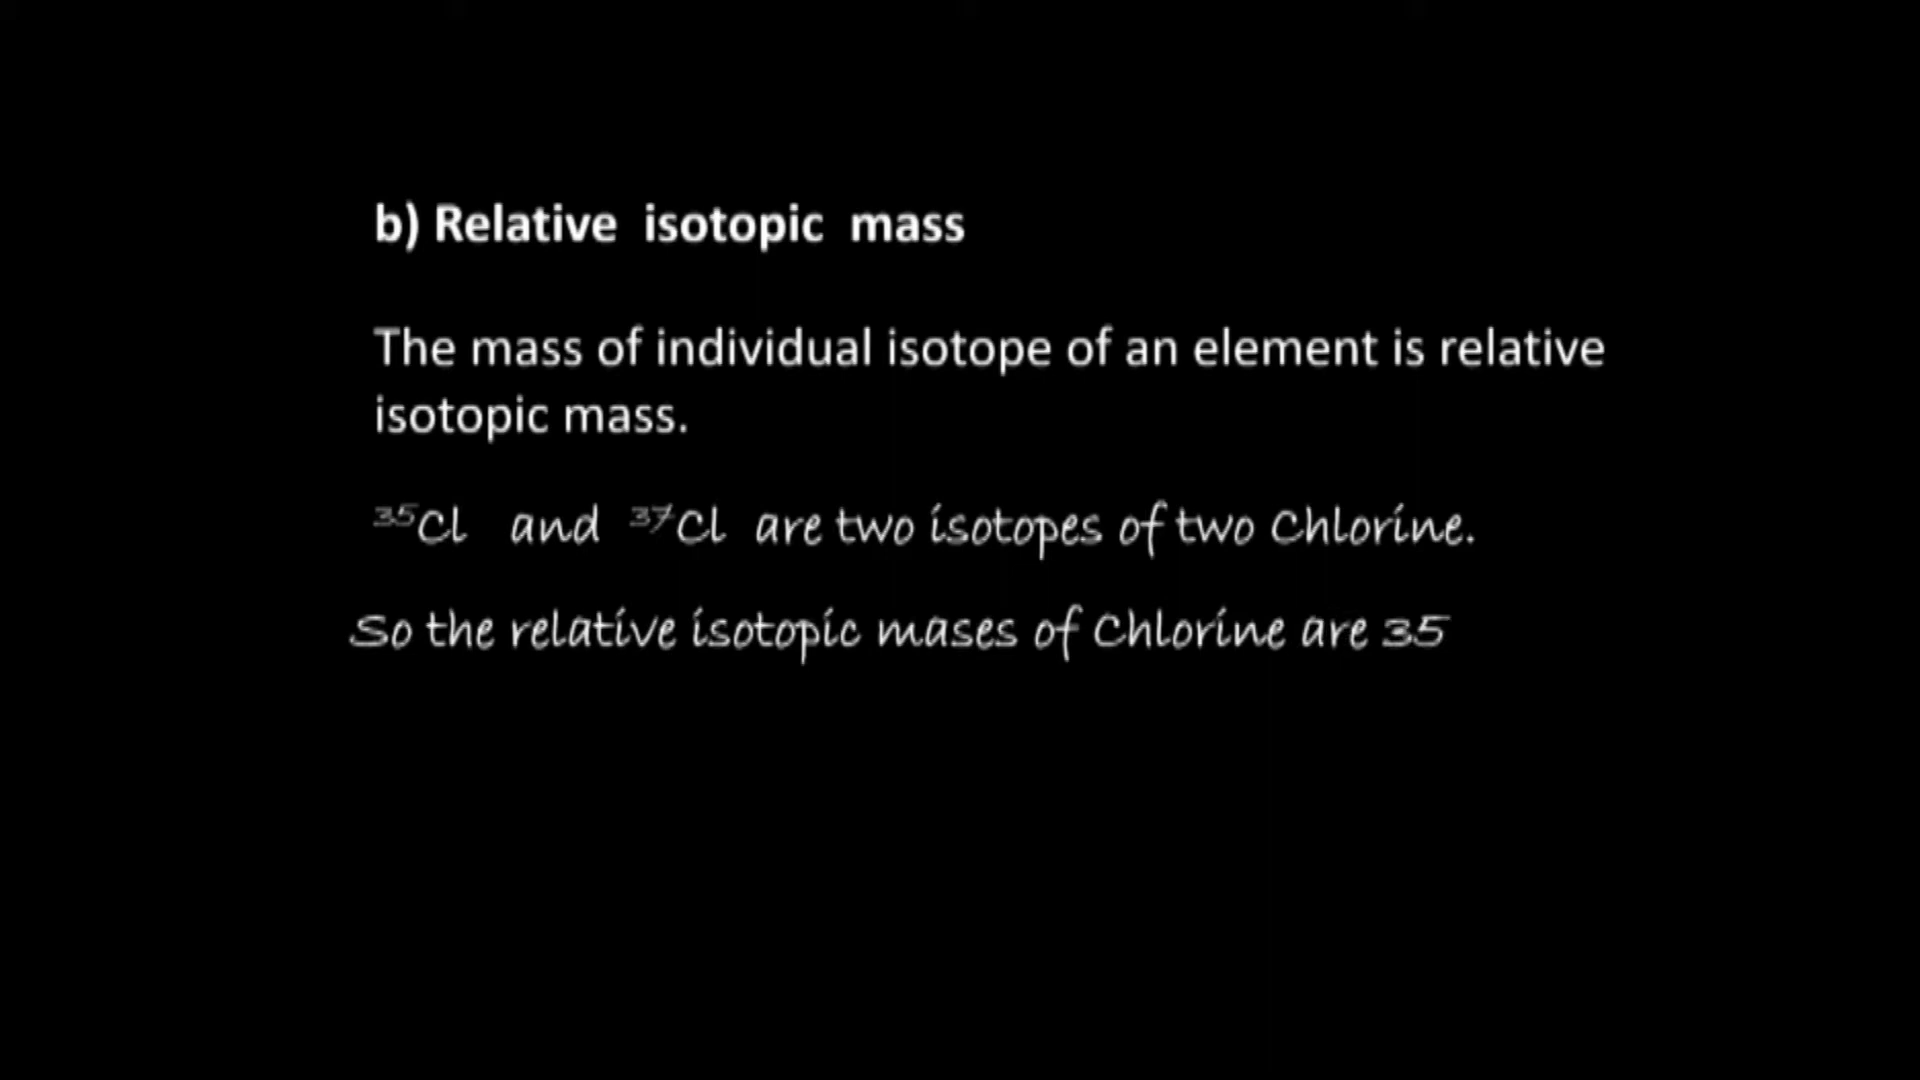 b) Relative isotopic mass
The mass of individual isotope of an element is relative
isotopic mass.
³⁵Cl and ³⁷Cl are two isotopes of two Chlorine.
So the relative isotopic mases of Chlorine are 35